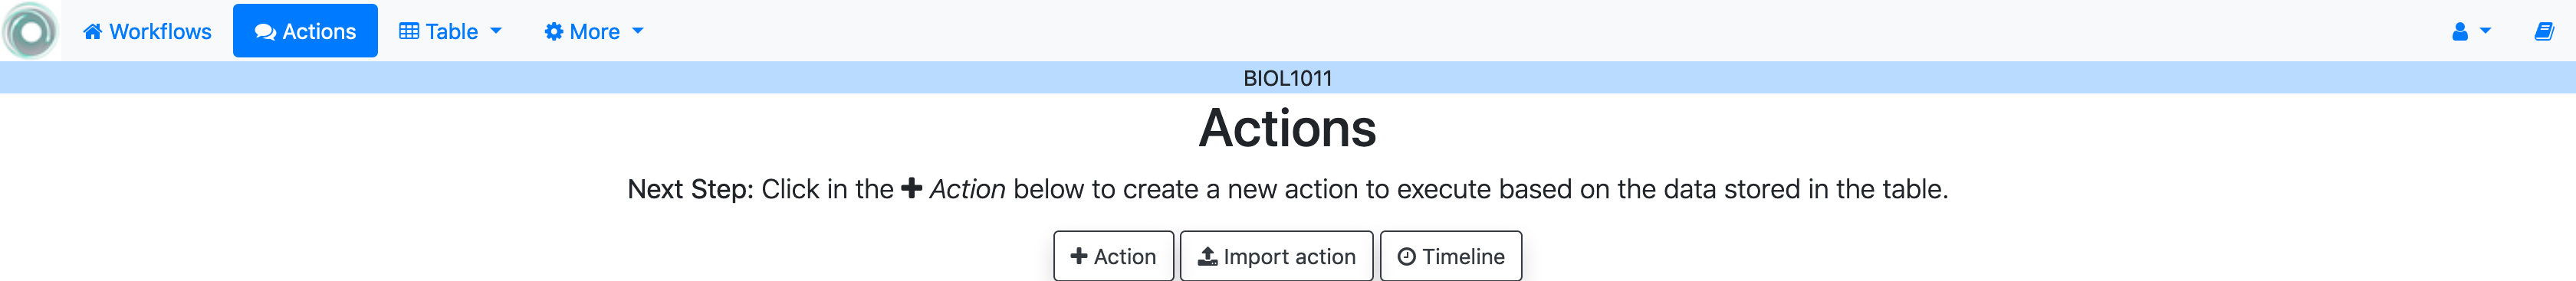 Workflows Actions Table More
BIOL1011
Actions
Next Step: Click in the Action below to create a new action to execute based on the data stored in the table.
Action Import action Timeline